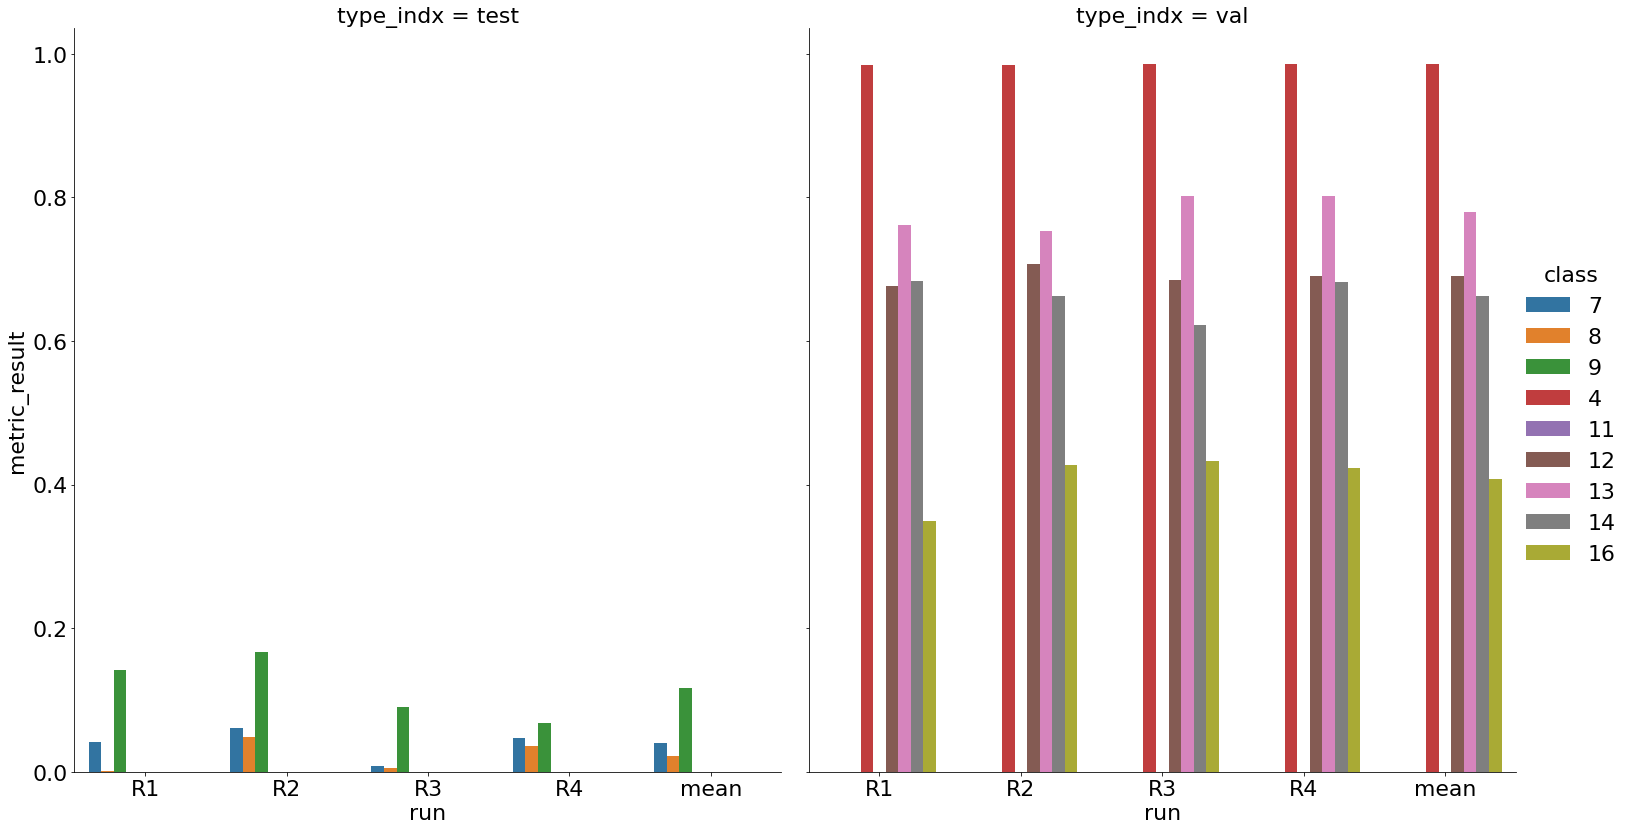 type_indx = test
type_indx = val
metric_result
1.0
0.8
0.6
0.4
0.2
0.0
R1 R2 R3 R4 mean
run
R1 R2 R3 R4 mean
run
class
7
8
9
4
11
12
13
14
16